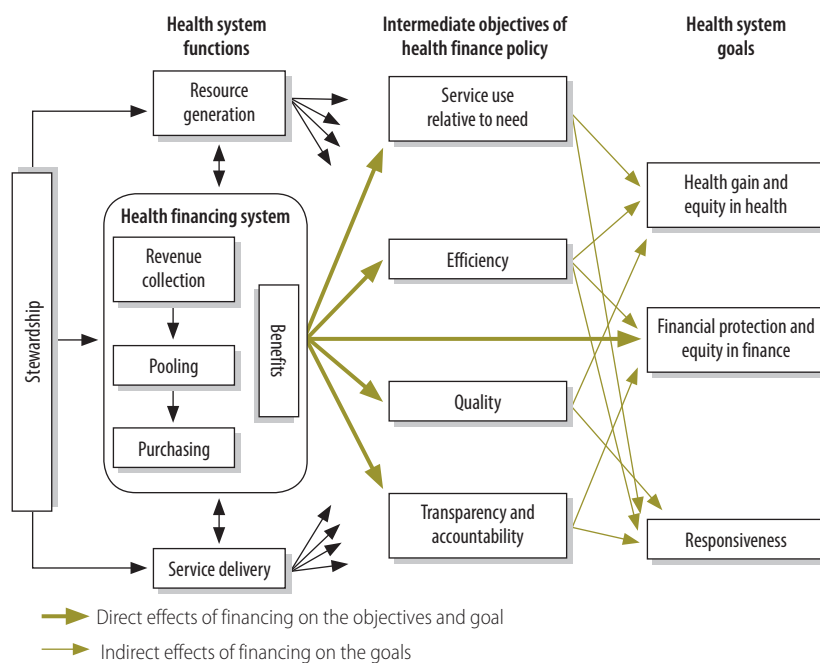 Health system
functions
Intermediate objectives of
health finance policy
Health system
goals
Resource
generation
Service use
relative to need
Health gain and
equity in health
Stewardship
Health financing system
Revenue
collection
Pooling
Purchasing
Benefits
Efficiency
Financial protection and
equity in finance
Quality
Transparency and
accountability
Responsiveness
Service delivery
Direct effects of financing on the objectives and goal
Indirect effects of financing on the goals